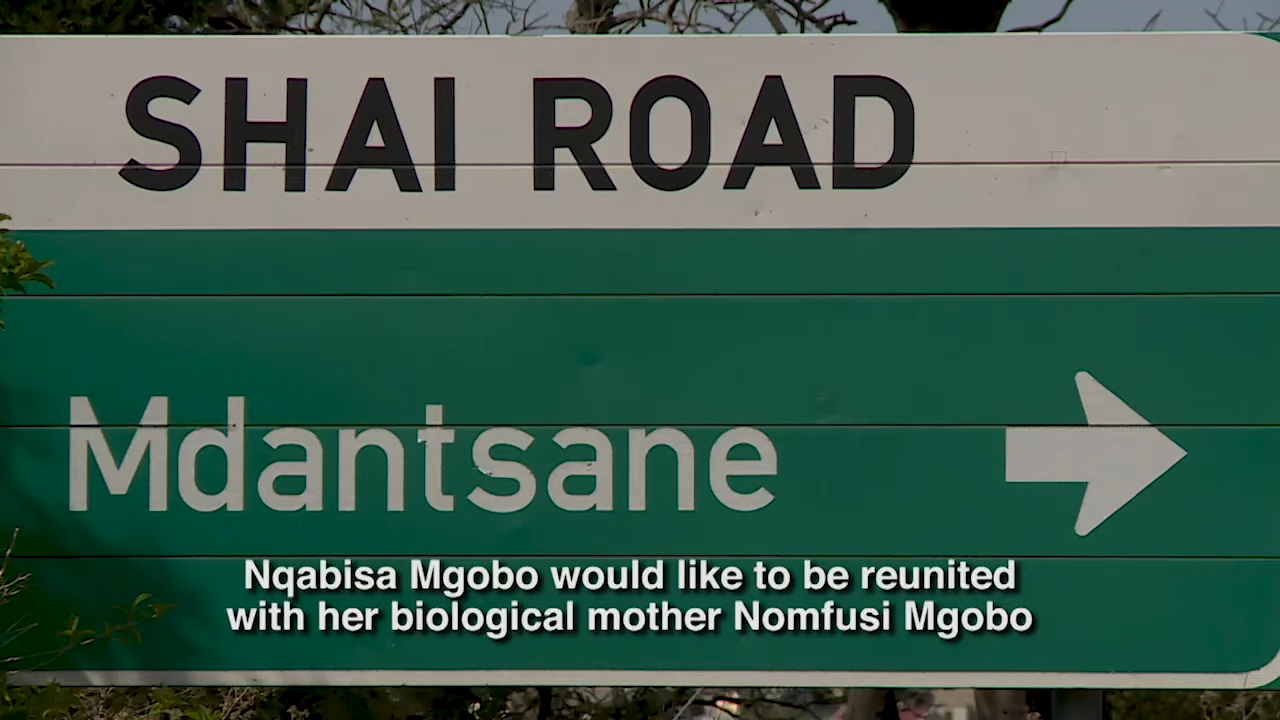 SHAI ROAD
Mdantsane
Nqabisa Mgobo would like to be reunited
with her biological mother Nomfusi Mgobo